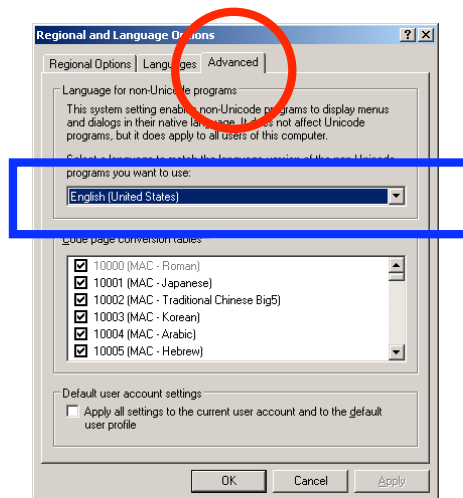 Regional and Language Options
Regional Options
Languages
Advanced
Language for non-Unicode programs
This system setting enables non-Unicode programs to display menus
and dialogs in their native language. It does not affect Unicode
programs, but it does apply to all users of this computer.
Select a language to match the language version of the non-Unicode
programs you want to use:
English (United States)
Code page conversion tables
10000 (MAC - Roman)
10001 (MAC - Japanese)
10002 (MAC - Traditional Chinese Big5)
10003 (MAC - Korean)
10004 (MAC - Arabic)
10005 (MAC - Hebrew)
Default user account settings
Apply all settings to the current user account and to the default
user profile
OK
Cancel
Apply